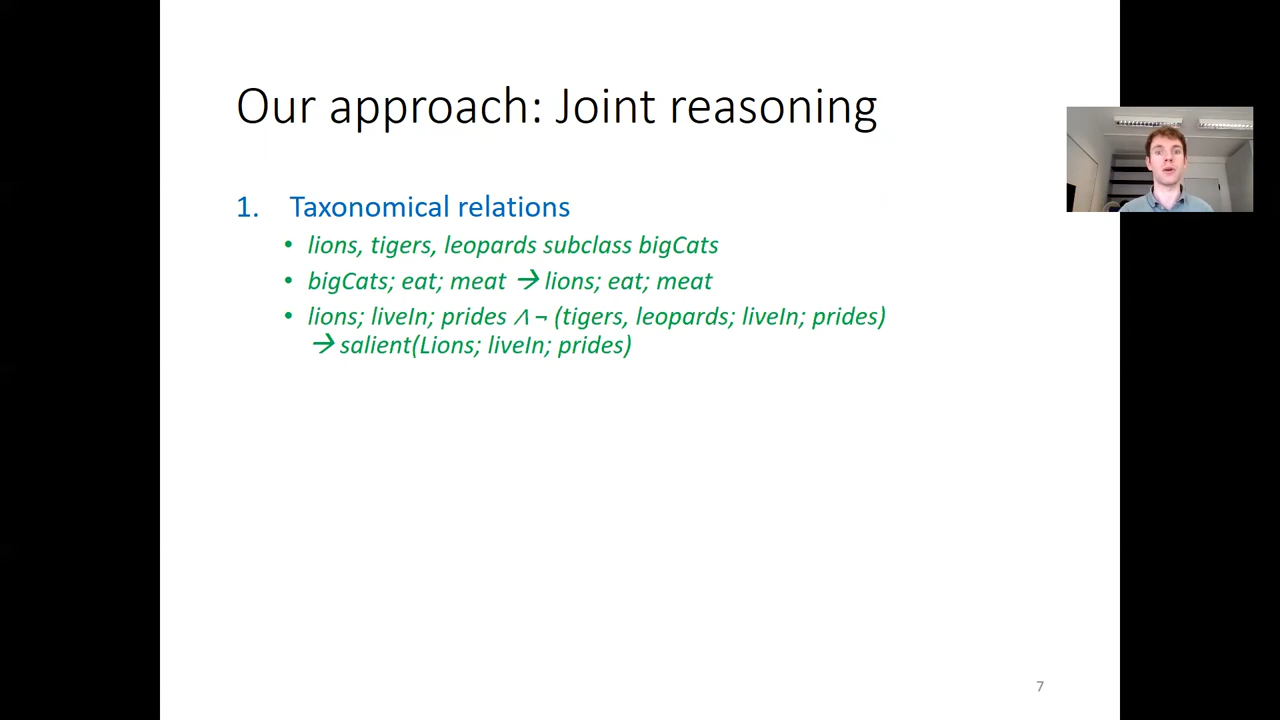 Our approach: Joint reasoning
1. Taxonomical relations
• lions, tigers, leopards subclass bigCats
• bigCats; eat; meat → lions; eat; meat
• lions; liveIn; prides ∧ ¬ (tigers, leopards; liveIn; prides)
→ salient(Lions; liveIn; prides)
7